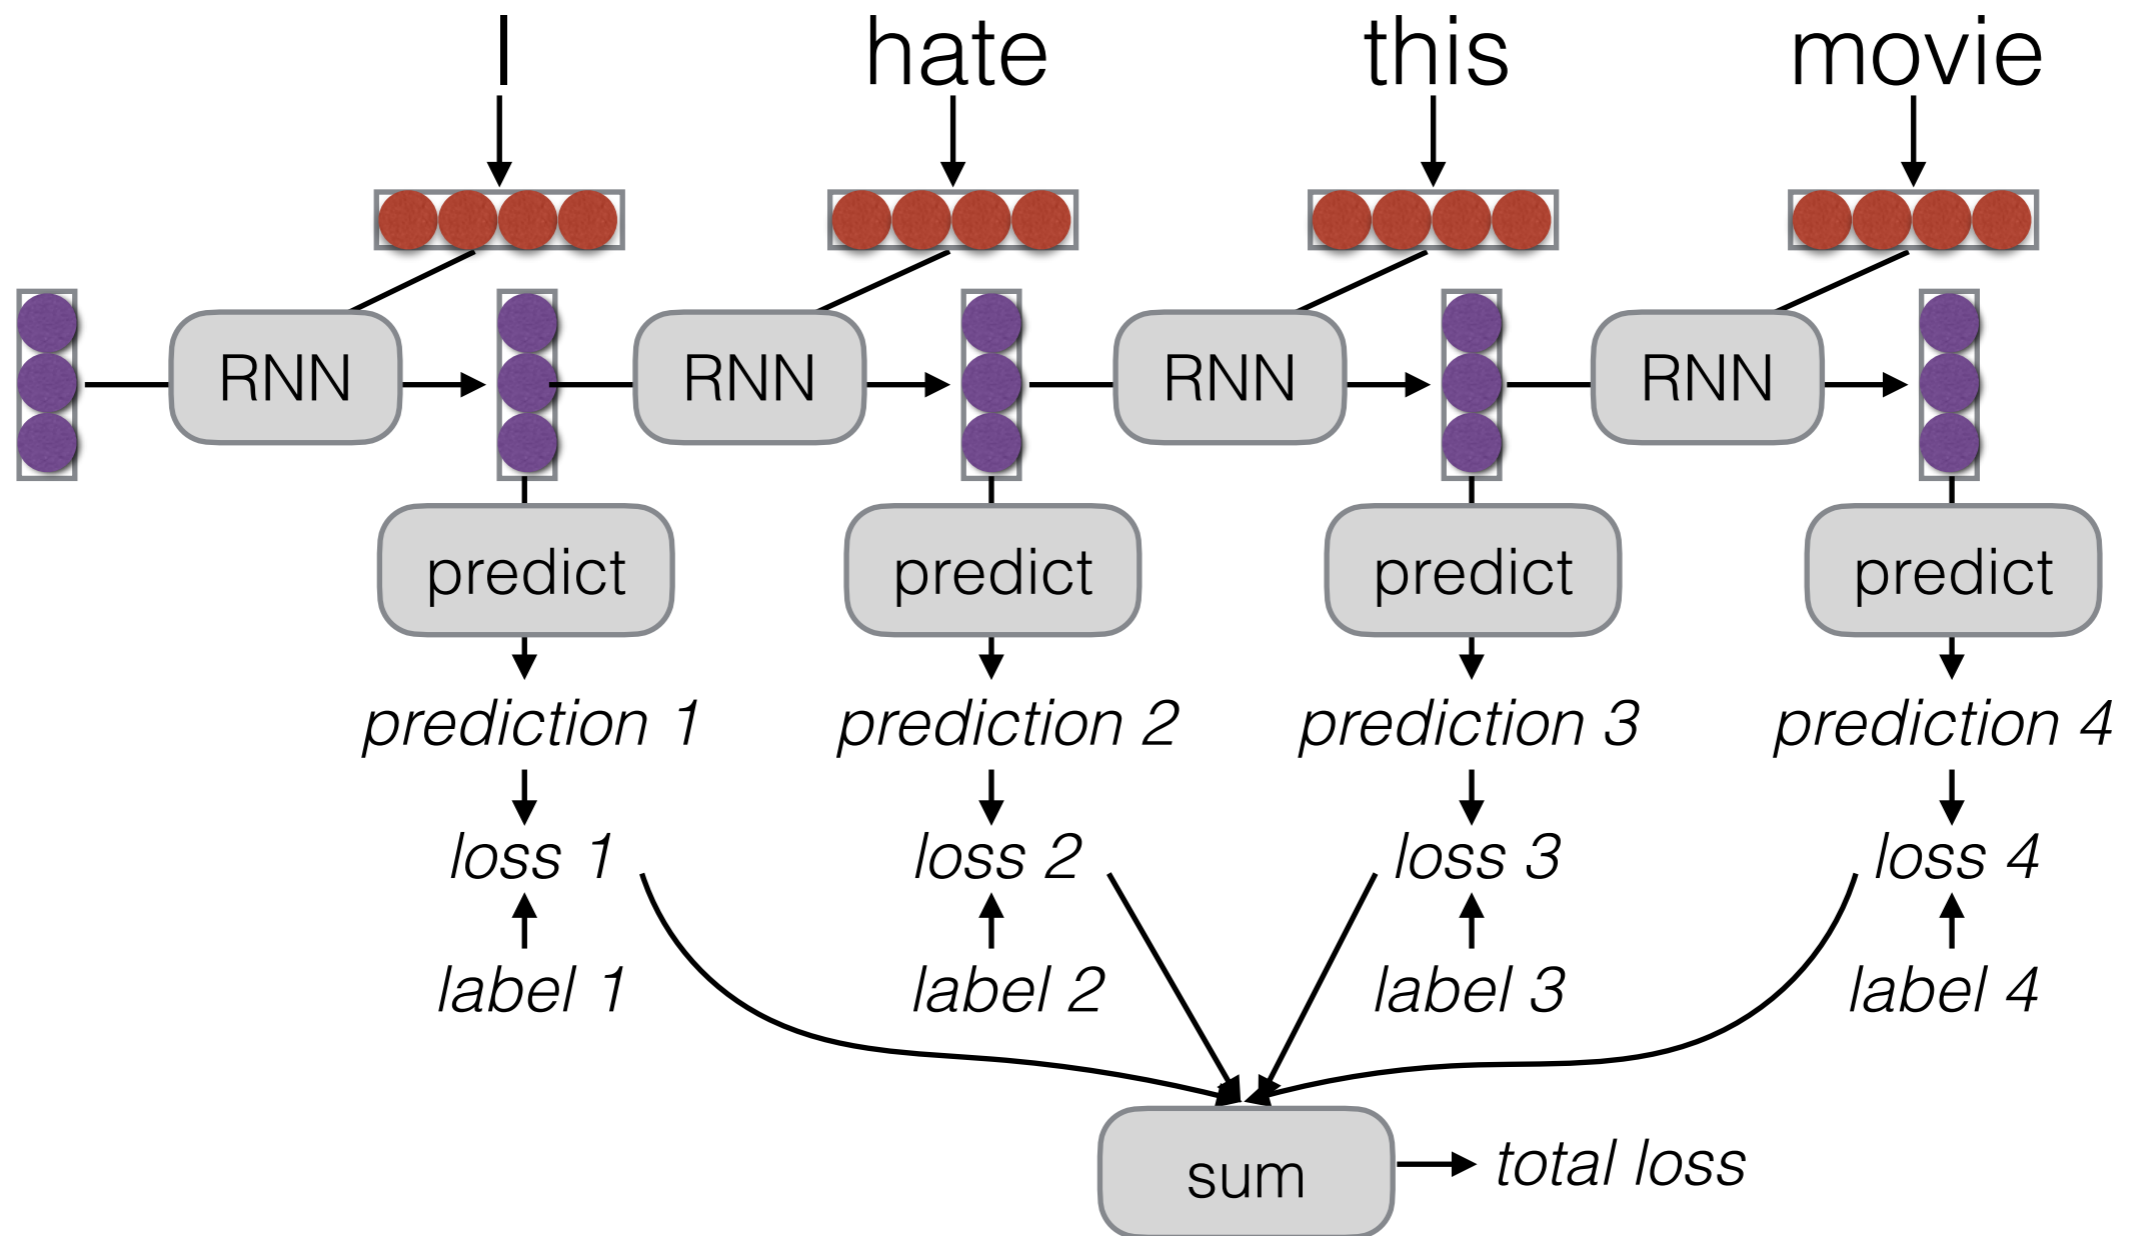 I hate this movie
RNN RNN RNN RNN
predict predict predict predict
prediction 1 prediction 2 prediction 3 prediction 4
loss 1 loss 2 loss 3 loss 4
label 1 label 2 label 3 label 4
sum total loss